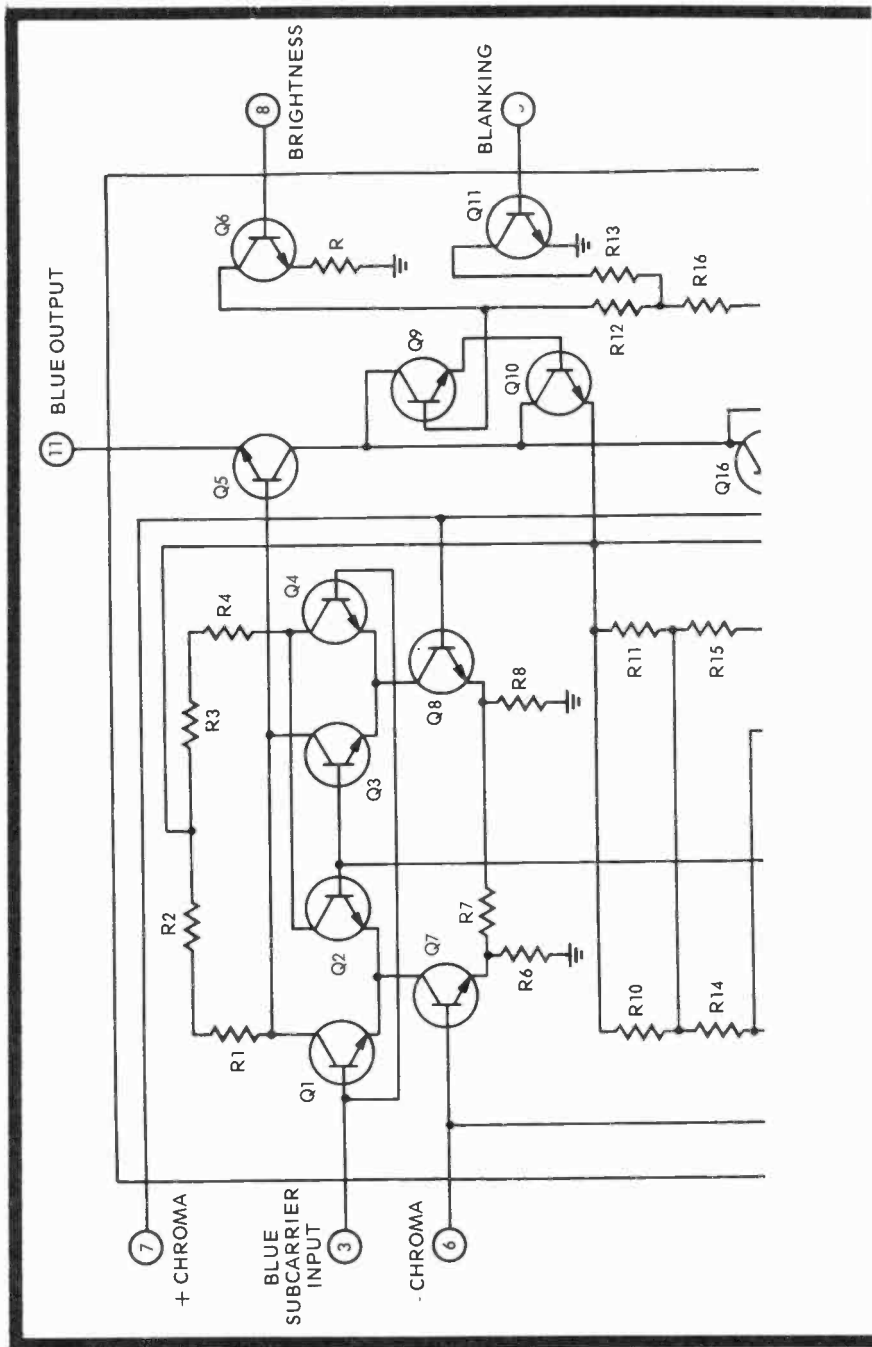 11
BLUE OUTPUT
8
BRIGHTNESS
Q6
R
BLANKING
Q11
R13
R12
R16
Q9
Q10
Q5
Q16
R4
Q4
R3
Q3
Q8
R8
R11
R15
R2
Q2
R7
Q7
R6
R1
Q1
R10
R14
7
+ CHROMA
BLUE
SUBCARRIER
INPUT
3
- CHROMA
6